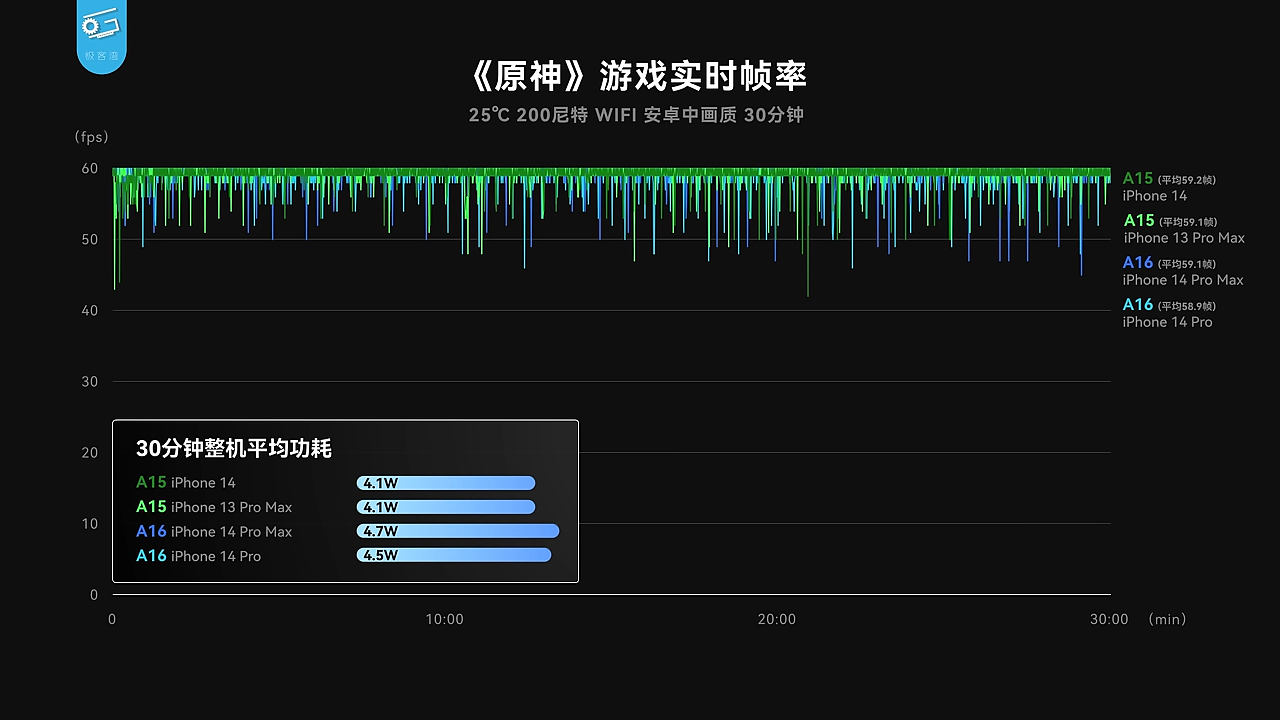 极客湾
《原神》游戏实时帧率
25℃ 200尼特 WIFI 安卓中画质 30分钟
(fps)
60
50
40
30
20
10
0
A15 (平均59.2帧)
iPhone 14
A15 (平均59.1帧)
iPhone 13 Pro Max
A16 (平均59.1帧)
iPhone 14 Pro Max
A16 (平均58.9帧)
iPhone 14 Pro
30分钟整机平均功耗
A15 iPhone 14 4.1W
A15 iPhone 13 Pro Max 4.1W
A16 iPhone 14 Pro Max 4.7W
A16 iPhone 14 Pro 4.5W
0 10:00 20:00 30:00 (min)